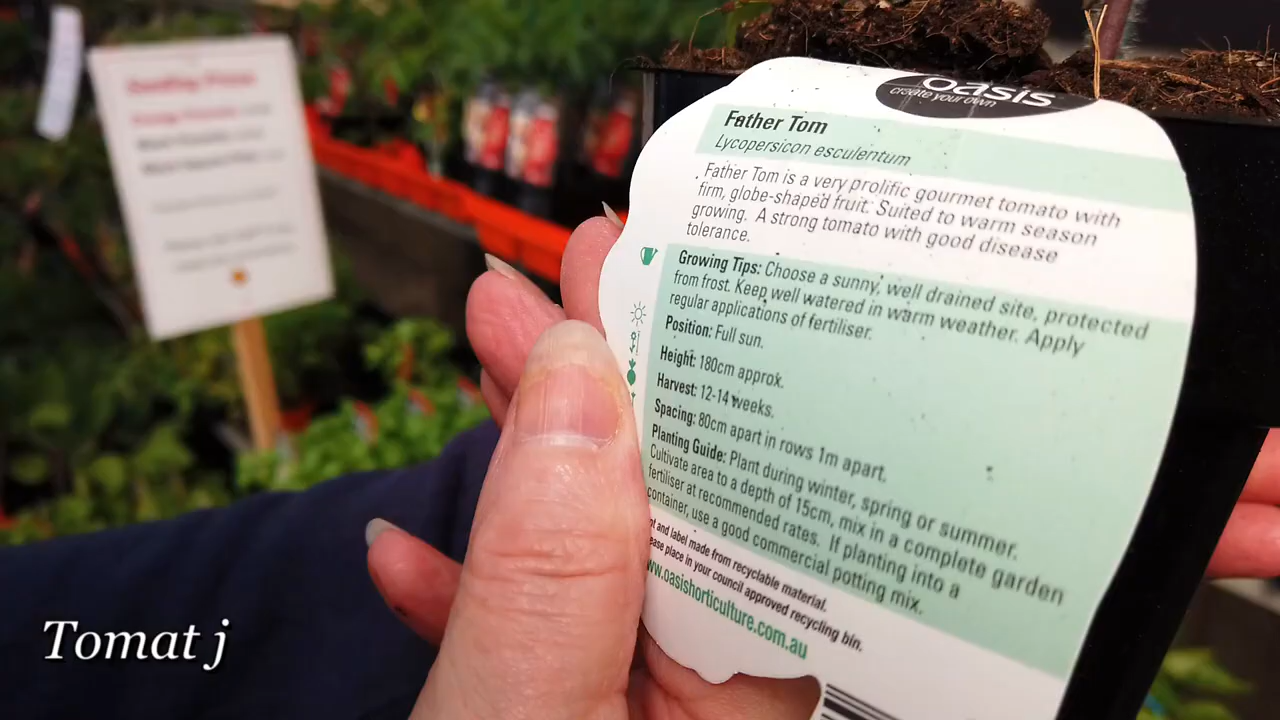 oasis
create your own
Father Tom
Lycopersicon esculentum
Father Tom is a very prolific gourmet tomato with
firm, globe-shaped fruit. Suited to warm season
growing. A strong tomato with good disease
tolerance.
Growing Tips: Choose a sunny, well drained site, protected
from frost. Keep well watered in warm weather. Apply
regular applications of fertiliser.
Position: Full sun.
Height: 180cm approx.
Harvest: 12-14 weeks.
Spacing: 80cm apart in rows 1m apart.
Planting Guide: Plant during winter, spring or summer.
Cultivate area to a depth of 15cm, mix in a complete garden
fertiliser at recommended rates. If planting into a
container, use a good commercial potting mix.
and label made from recyclable material.
place in your council approved recycling bin.
ww.oasishorticulture.com.au
Tomat j